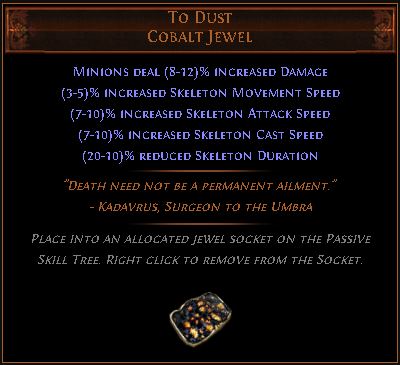 To Dust
Cobalt Jewel
Minions deal (8-12)% increased Damage
(3-5)% increased Skeleton Movement Speed
(7-10)% increased Skeleton Attack Speed
(7-10)% increased Skeleton Cast Speed
(20-10)% reduced Skeleton Duration
"Death need not be a permanent ailment."
- Kadavrus, Surgeon to the Umbra
Place into an allocated jewel socket on the Passive
Skill Tree. Right click to remove from the Socket.